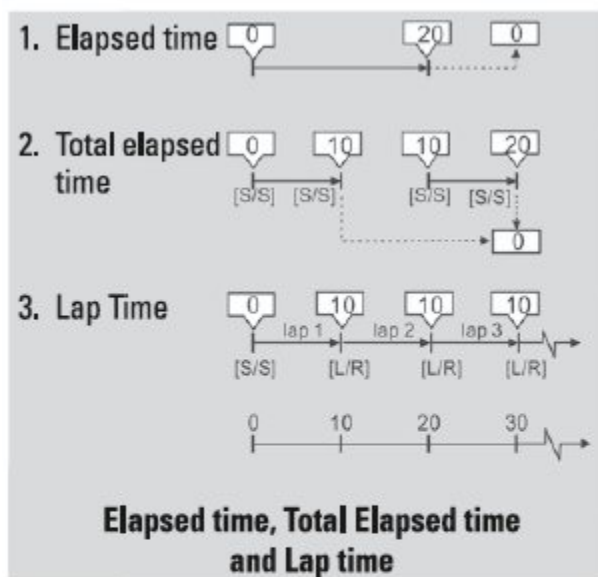 1. Elapsed time 0 20 0
2. Total elapsed time 0 10 10 20
[S/S] [S/S] [S/S] [S/S]
0
3. Lap Time 0 10 10 10
lap 1 lap 2 lap 3
[S/S] [L/R] [L/R] [L/R]
0 10 20 30
Elapsed time, Total Elapsed time
and Lap time